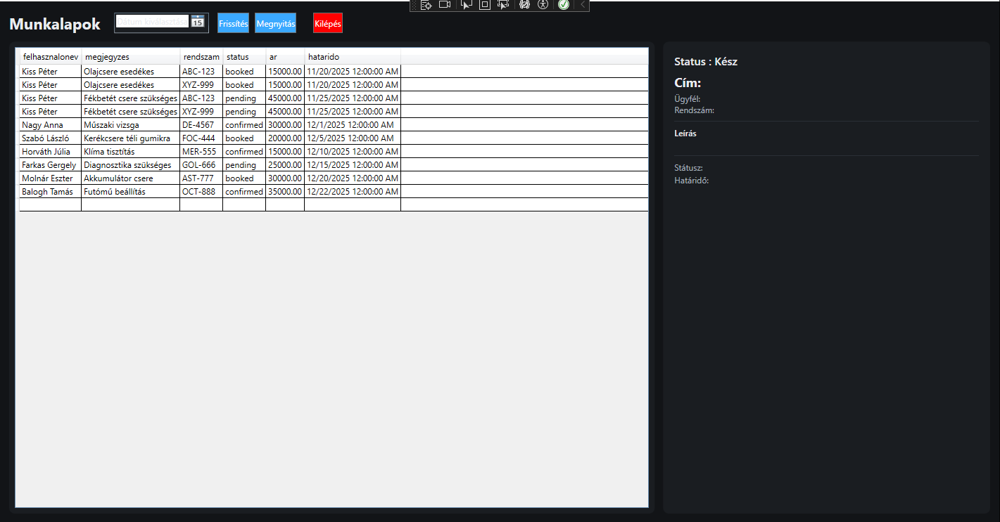 Munkalapok Dátum kiválasztása 15 Frissítés Megnyitás Kilépés
felhasznalonev megjegyzes rendszam status ar hatarido
Kiss Péter Olajcsere esedékes ABC-123 booked 15000.00 11/20/2025 12:00:00 AM
Kiss Péter Olajcsere esedékes XYZ-999 booked 15000.00 11/20/2025 12:00:00 AM
Kiss Péter Fékbetét csere szükséges ABC-123 pending 45000.00 11/25/2025 12:00:00 AM
Kiss Péter Fékbetét csere szükséges XYZ-999 pending 45000.00 11/25/2025 12:00:00 AM
Nagy Anna Műszaki vizsga DE-4567 confirmed 30000.00 12/1/2025 12:00:00 AM
Szabó László Kerékcsere téli gumikra FOC-444 booked 20000.00 12/5/2025 12:00:00 AM
Horváth Júlia Klíma tisztítás MER-555 confirmed 15000.00 12/10/2025 12:00:00 AM
Farkas Gergely Diagnosztika szükséges GOL-666 pending 25000.00 12/15/2025 12:00:00 AM
Molnár Eszter Akkumulátor csere AST-777 booked 30000.00 12/20/2025 12:00:00 AM
Balogh Tamás Futómű beállítás OCT-888 confirmed 35000.00 12/22/2025 12:00:00 AM
Status : Kész
Cím:
Ügyfél:
Rendszám:
Leírás
Státusz:
Határidő: